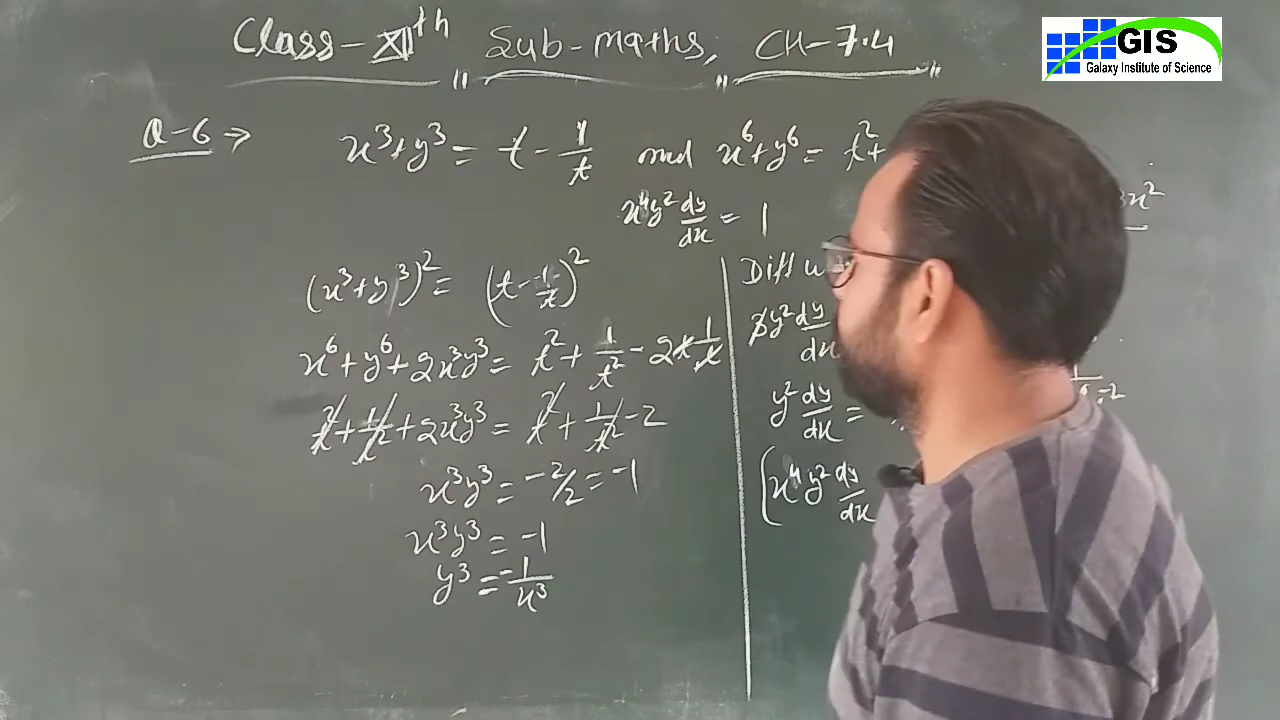 Class-XIth Sub-maths, CH-7.4
GIS
Galaxy Institute of Science
Q-6 → x³+y³ = t - 1/t and x⁶+y⁶ = t²+
x⁴y² dy/dx = 1
3x²
(x³+y³)² = (t - 1/t)²
x⁶+y⁶+2x³y³ = t² + 1/t² - 2t 1/t
t² + 1/t² + 2x³y³ = t² + 1/t² - 2
x³y³ = -2/2 = -1
x³y³ = -1
y³ = -1/x³
Diff w
3y² dy/dx
y² dy/dx =
x⁴y² dy/dx